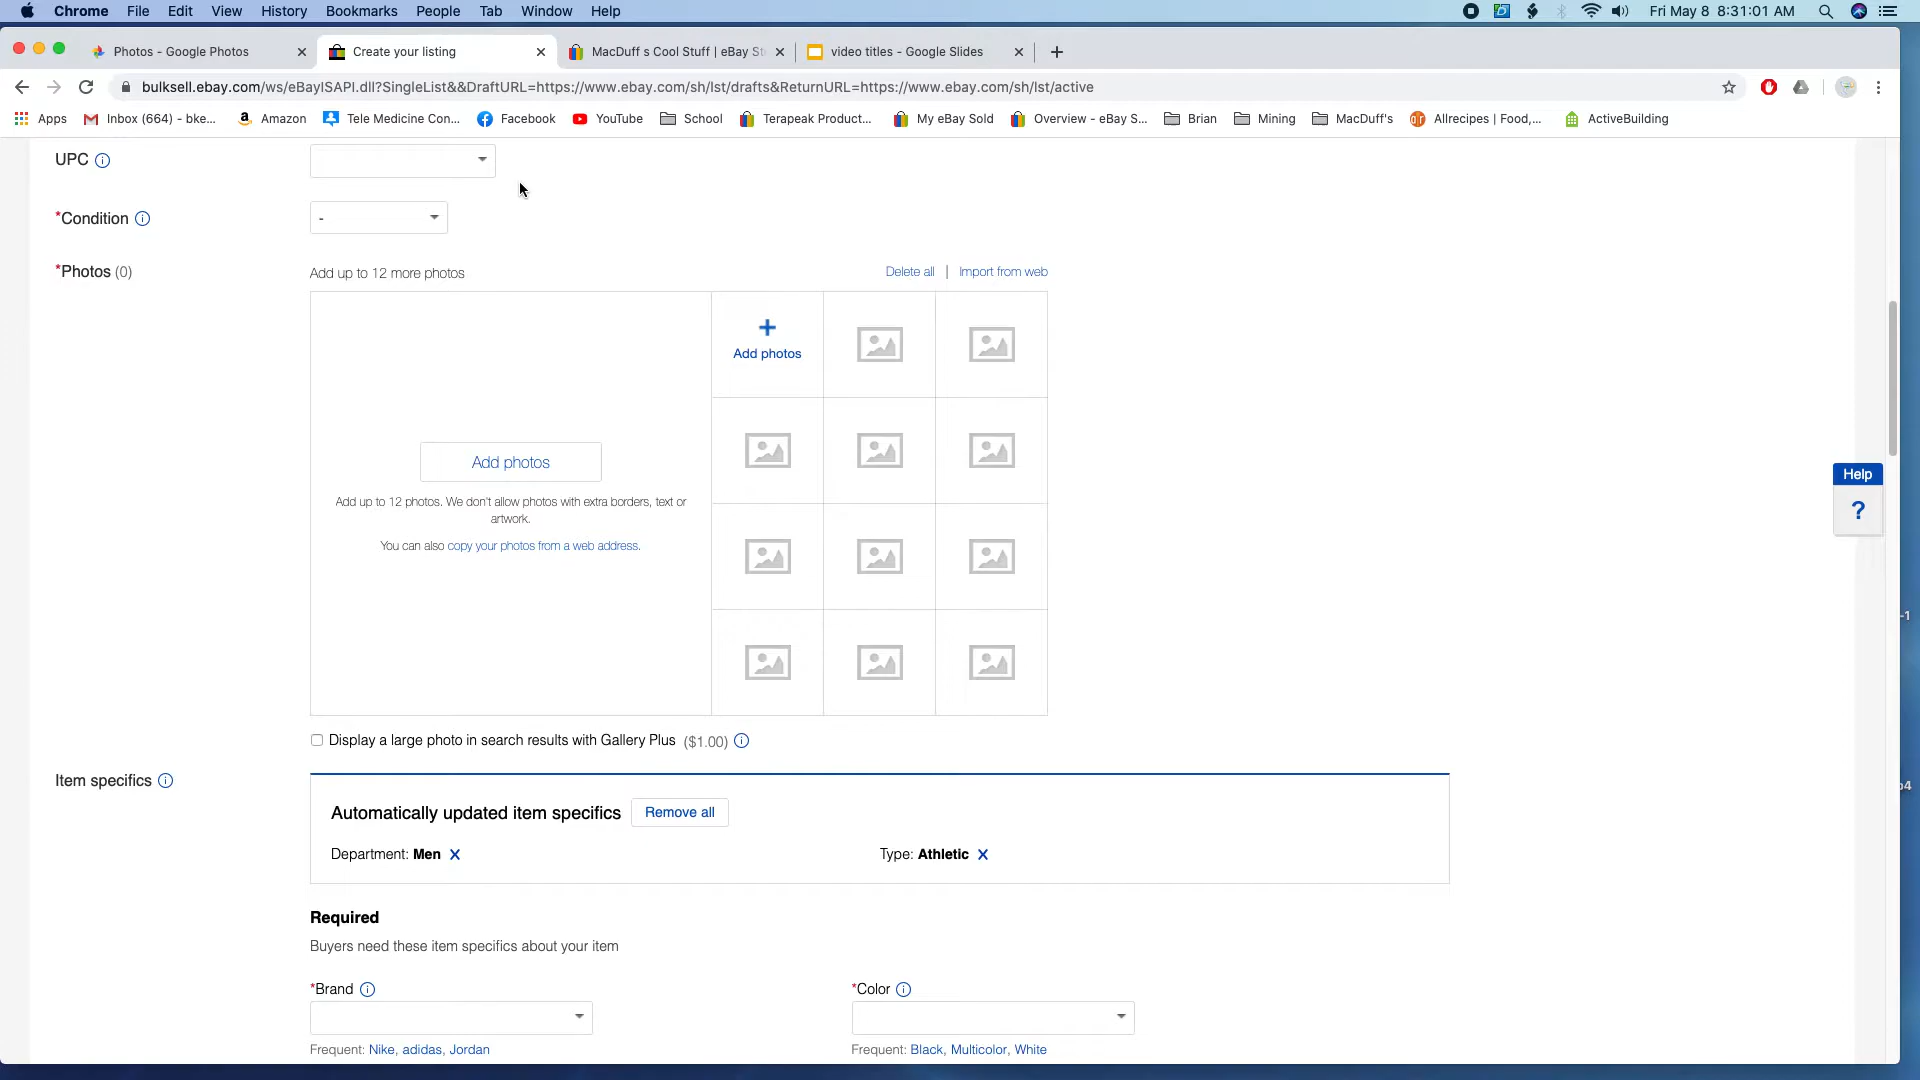 Chrome File Edit View History Bookmarks People Tab Window Help Fri May 8 8:31:01 AM
Photos - Google Photos Create your listing MacDuff s Cool Stuff | eBay St video titles - Google Slides
bulksell.ebay.com/ws/eBayISAPI.dll?SingleList&&DraftURL=https://www.ebay.com/sh/lst/drafts&ReturnURL=https://www.ebay.com/sh/lst/active
Apps Inbox (664) - bke... Amazon Tele Medicine Con... Facebook YouTube School Terapeak Product... My eBay Sold Overview - eBay S... Brian Mining MacDuff's Allrecipes | Food,... ActiveBuilding
UPC
*Condition -
*Photos (0) Add up to 12 more photos Delete all | Import from web
Add photos
Add photos
Add up to 12 photos. We don't allow photos with extra borders, text or
artwork.
You can also copy your photos from a web address.
Help
?
-1
Display a large photo in search results with Gallery Plus ($1.00)
Item specifics
Automatically updated item specifics Remove all
Department: Men X Type: Athletic X
Required
Buyers need these item specifics about your item
*Brand *Color
Frequent: Nike, adidas, Jordan Frequent: Black, Multicolor, White